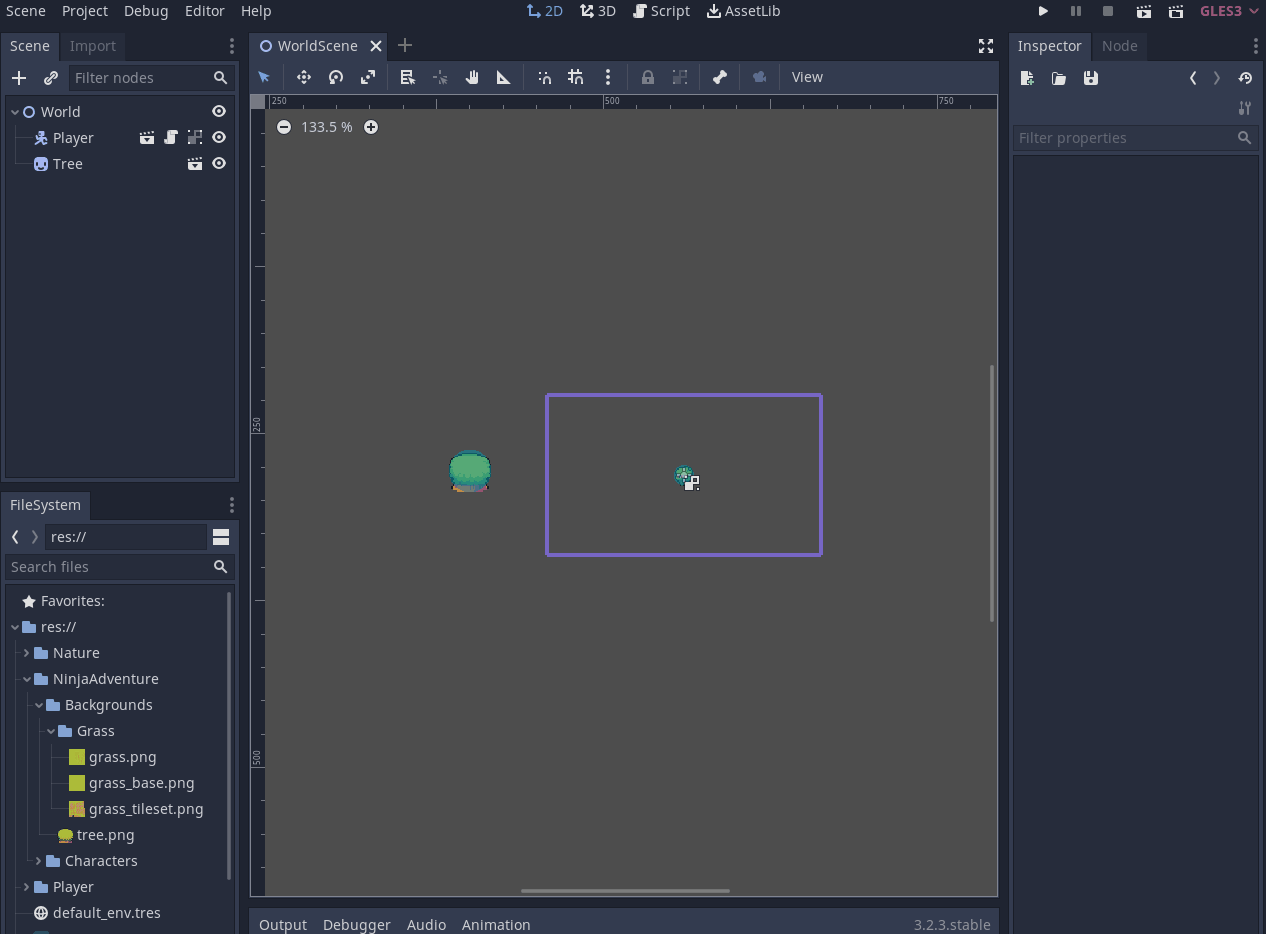 Scene Project Debug Editor Help 2D 3D Script AssetLib GLES3
Scene Import WorldScene Inspector Node
Filter nodes View
250 500 750
World
133.5 %
Player
Filter properties
Tree
250
FileSystem
res://
Search files
Favorites:
res://
Nature
NinjaAdventure
Backgrounds
Grass
grass.png
500
grass_base.png
grass_tileset.png
tree.png
Characters
Player
default_env.tres
Output Debugger Audio Animation 3.2.3.stable